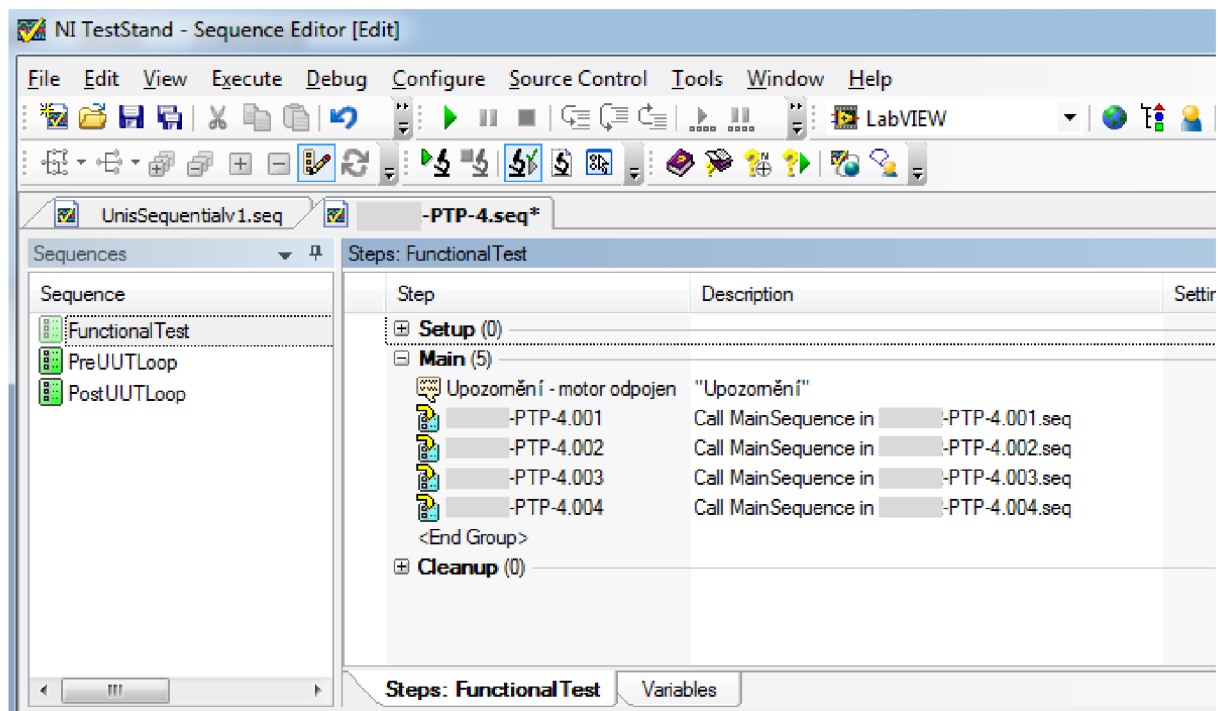 NI TestStand - Sequence Editor [Edit]
File Edit View Execute Debug Configure Source Control Tools Window Help
LabVIEW
UnisSequentialv1.seq -PTP-4.seq*
Sequences Steps: FunctionalTest
Sequence Step Description Settin
FunctionalTest Setup (0)
PreUUTLoop Main (5)
PostUUTLoop Upozornění - motor odpojen "Upozornění"
-PTP-4.001 Call MainSequence in -PTP-4.001.seq
-PTP-4.002 Call MainSequence in -PTP-4.002.seq
-PTP-4.003 Call MainSequence in -PTP-4.003.seq
-PTP-4.004 Call MainSequence in -PTP-4.004.seq
<End Group>
Cleanup (0)
Steps: FunctionalTest Variables